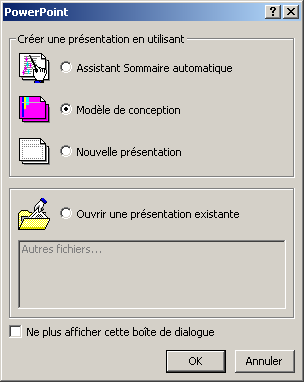 PowerPoint
Créer une présentation en utilisant
Assistant Sommaire automatique
Modèle de conception
Nouvelle présentation
Ouvrir une présentation existante
Autres fichiers...
Ne plus afficher cette boîte de dialogue
OK
Annuler